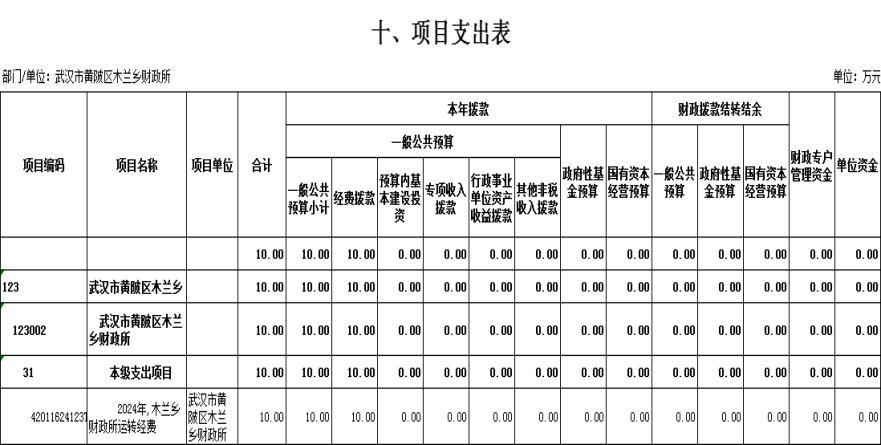 十、项目支出表
部门/单位：武汉市黄陂区木兰乡财政所 单位：万元
项目编码 项目名称 项目单位 合计 本年拨款 财政拨款结转结余 财政专户管理资金 单位资金
一般公共预算 政府性基金预算 国有资本经营预算 一般公共预算 政府性基金预算 国有资本经营预算
一般公共预算小计 经费拨款 预算内基本建设投资 专项收入拨款 行政事业单位资产收益拨款 其他非税收入拨款
10.00 10.00 10.00 0.00 0.00 0.00 0.00 0.00 0.00 0.00 0.00 0.00 0.00 0.00
123 武汉市黄陂区木兰乡 10.00 10.00 10.00 0.00 0.00 0.00 0.00 0.00 0.00 0.00 0.00 0.00 0.00 0.00
123002 武汉市黄陂区木兰乡财政所 10.00 10.00 10.00 0.00 0.00 0.00 0.00 0.00 0.00 0.00 0.00 0.00 0.00 0.00
31 本级支出项目 10.00 10.00 10.00 0.00 0.00 0.00 0.00 0.00 0.00 0.00 0.00 0.00 0.00 0.00
42011624123 2024年,木兰乡财政所运转经费 武汉市黄陂区木兰乡财政所 10.00 10.00 10.00 0.00 0.00 0.00 0.00 0.00 0.00 0.00 0.00 0.00 0.00 0.00